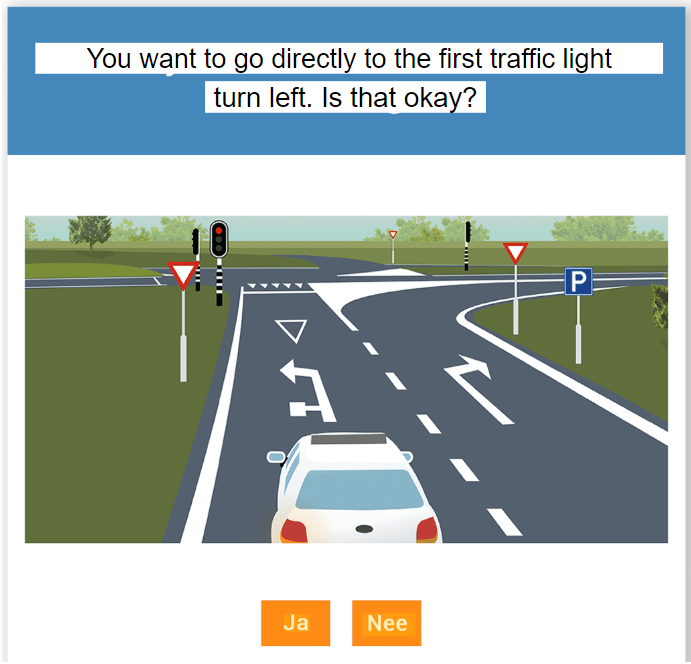 You want to go directly to the first traffic light
turn left. Is that okay?
P
Ja
Nee